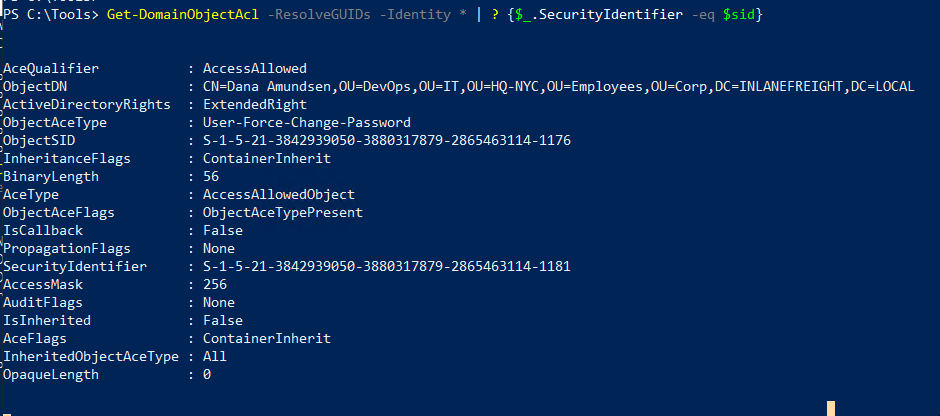 PS C:\Tools> Get-DomainObjectAcl -ResolveGUIDs -Identity * | ? {$_.SecurityIdentifier -eq $sid}
AceQualifier : AccessAllowed
ObjectDN : CN=Dana Amundsen,OU=DevOps,OU=IT,OU=HQ-NYC,OU=Employees,OU=Corp,DC=INLANEFREIGHT,DC=LOCAL
ActiveDirectoryRights : ExtendedRight
ObjectAceType : User-Force-Change-Password
ObjectSID : S-1-5-21-3842939050-3880317879-2865463114-1176
InheritanceFlags : ContainerInherit
BinaryLength : 56
AceType : AccessAllowedObject
ObjectAceFlags : ObjectAceTypePresent
IsCallback : False
PropagationFlags : None
SecurityIdentifier : S-1-5-21-3842939050-3880317879-2865463114-1181
AccessMask : 256
AuditFlags : None
IsInherited : False
AceFlags : ContainerInherit
InheritedObjectAceType : All
OpaqueLength : 0